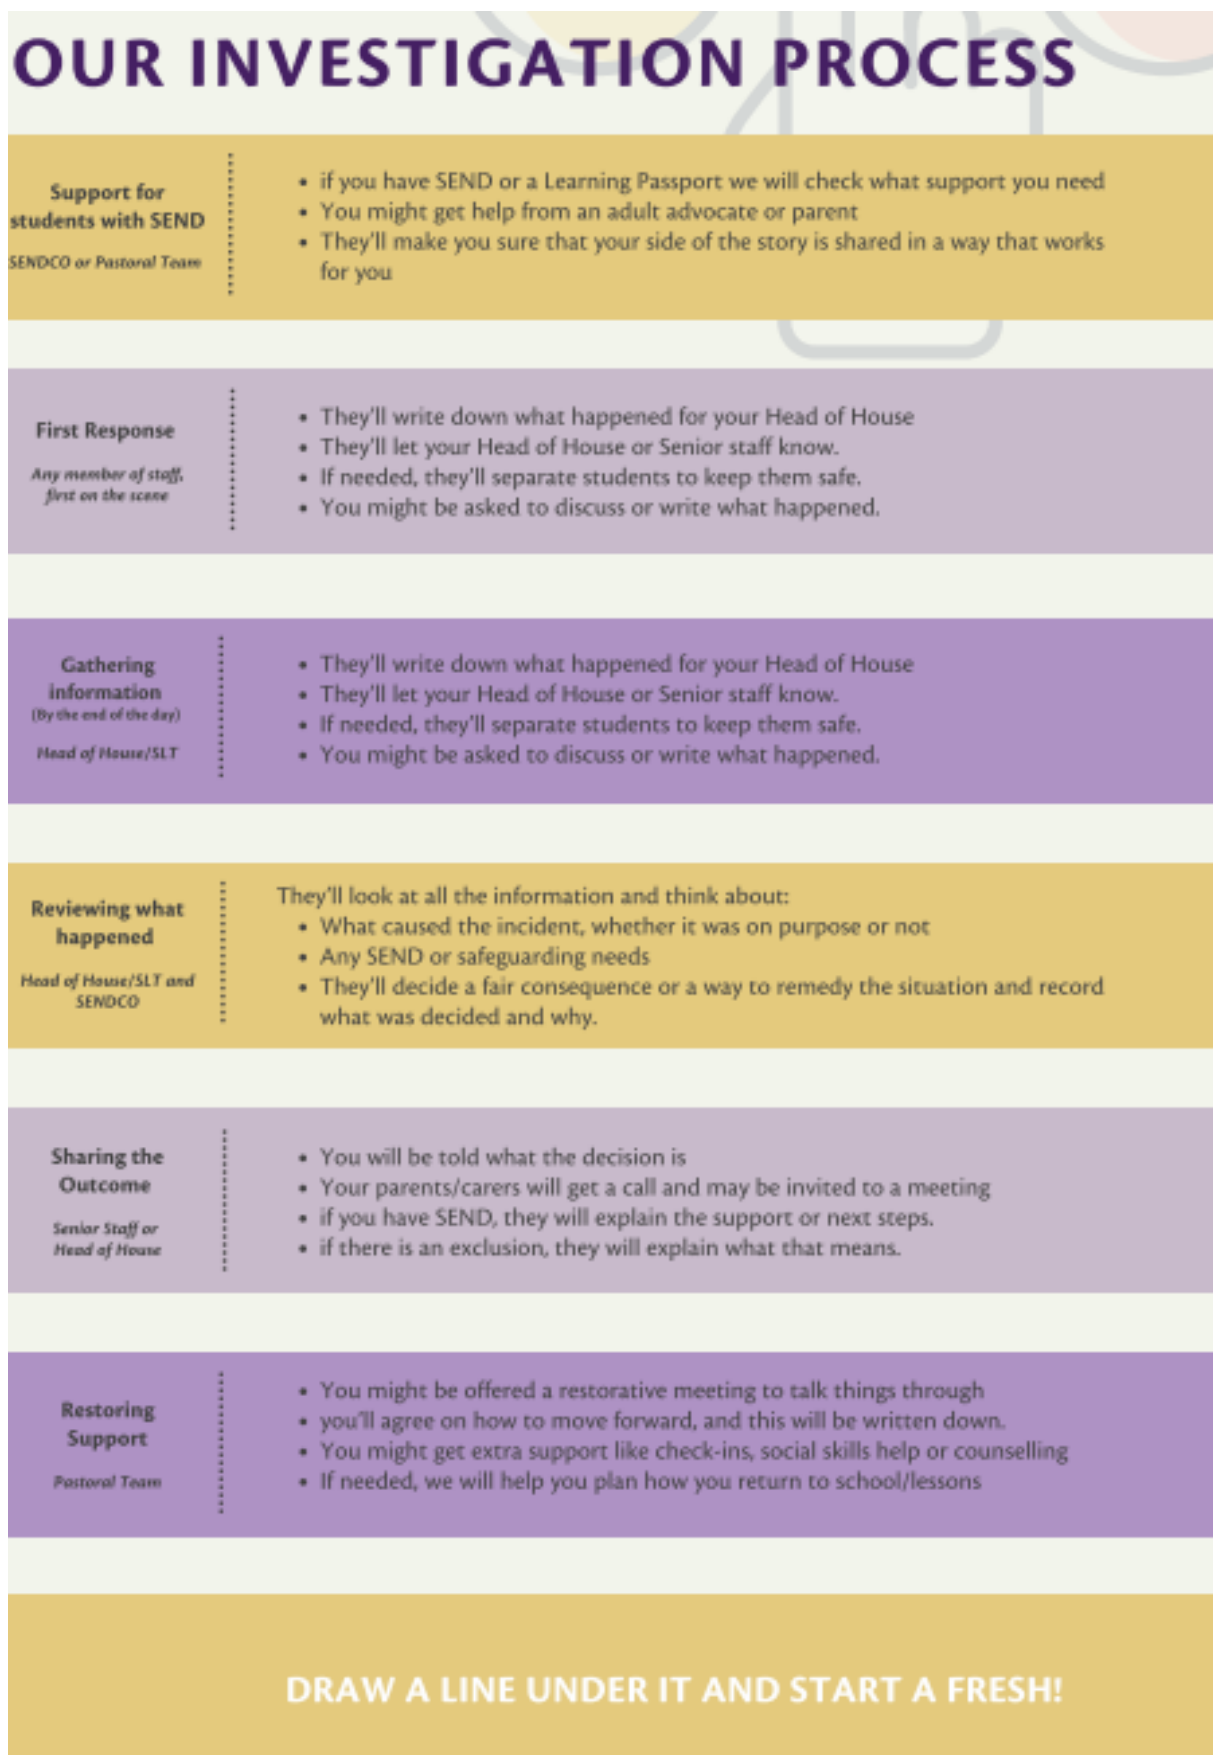 OUR INVESTIGATION PROCESS
Support for
students with SEND
SENDCO or Pastoral Team
• if you have SEND or a Learning Passport we will check what support you need
• You might get help from an adult advocate or parent
• They'll make you sure that your side of the story is shared in a way that works
for you
First Response
Any member of staff,
first on the scene
• They'll write down what happened for your Head of House
• They'll let your Head of House or Senior staff know.
• If needed, they'll separate students to keep them safe.
• You might be asked to discuss or write what happened.
Gathering
information
(By the end of the day)
Head of House/SLT
• They'll write down what happened for your Head of House
• They'll let your Head of House or Senior staff know.
• If needed, they'll separate students to keep them safe.
• You might be asked to discuss or write what happened.
Reviewing what
happened
Head of House/SLT and
SENDCO
They'll look at all the information and think about:
• What caused the incident, whether it was on purpose or not
• Any SEND or safeguarding needs
• They'll decide a fair consequence or a way to remedy the situation and record
what was decided and why.
Sharing the
Outcome
Senior Staff or
Head of House
• You will be told what the decision is
• Your parents/carers will get a call and may be invited to a meeting
• if you have SEND, they will explain the support or next steps.
• if there is an exclusion, they will explain what that means.
Restoring
Support
Pastoral Team
• You might be offered a restorative meeting to talk things through
• you'll agree on how to move forward, and this will be written down.
• You might get extra support like check-ins, social skills help or counselling
• If needed, we will help you plan how you return to school/lessons
DRAW A LINE UNDER IT AND START A FRESH!